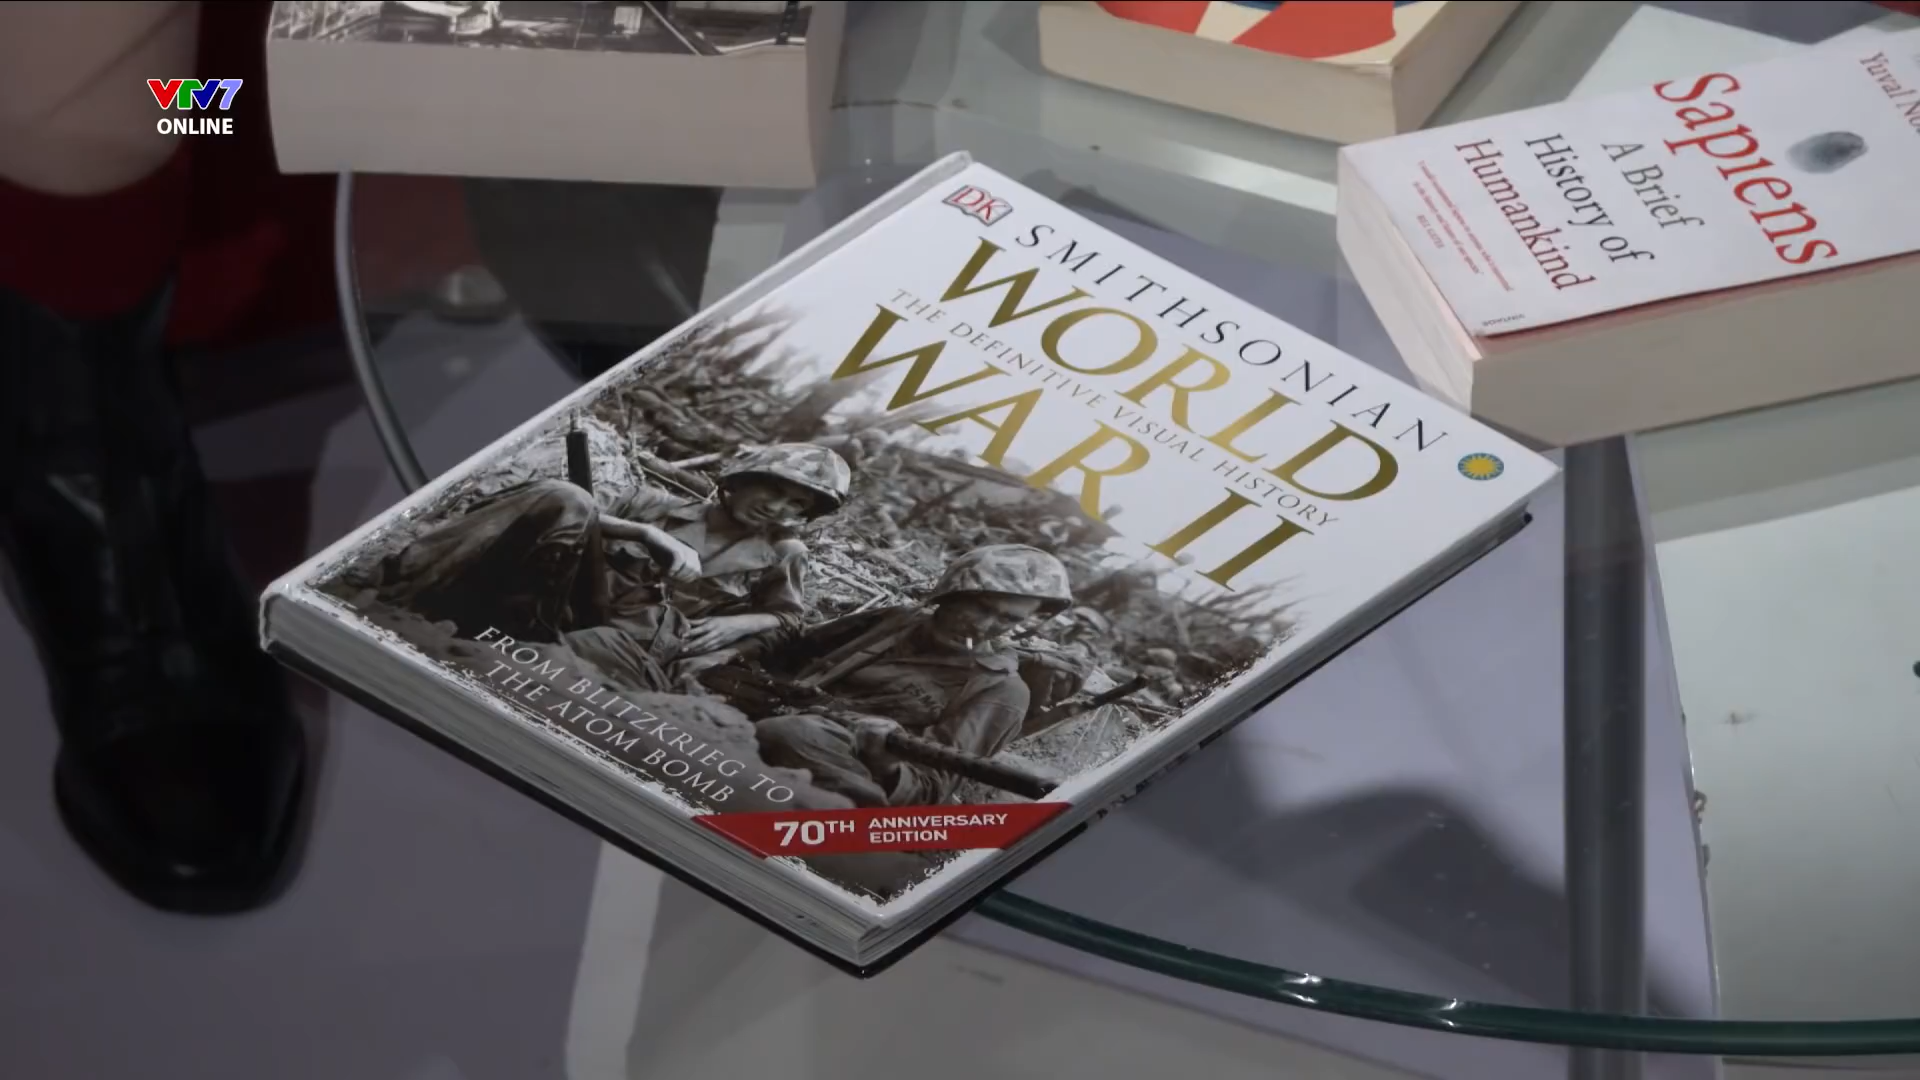 VTV7
ONLINE
DK
SMITHSONIAN
WORLD
THE DEFINITIVE VISUAL HISTORY
WAR II
FROM BLITZKRIEG TO
THE ATOM BOMB
70TH ANNIVERSARY
EDITION
Yuval
Sapiens
A Brief
History of
Humankind
VINTAGE